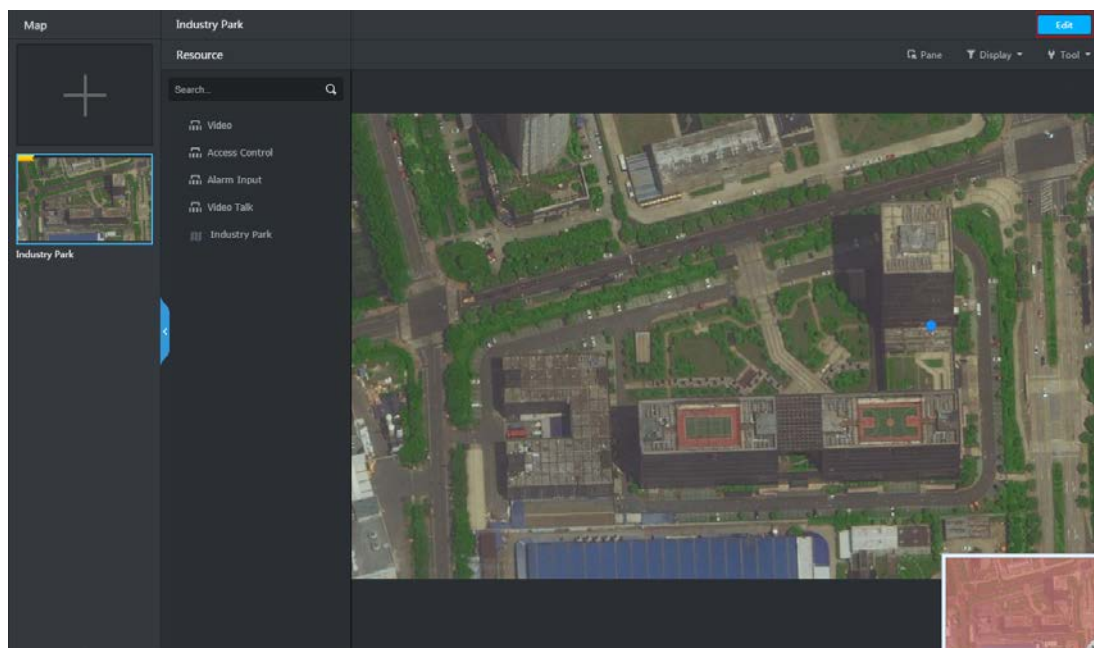 Map
Industry Park
Edit
Resource
Pane
Display
Tool
Search...
Video
Access Control
Alarm Input
Video Talk
Industry Park
Industry Park